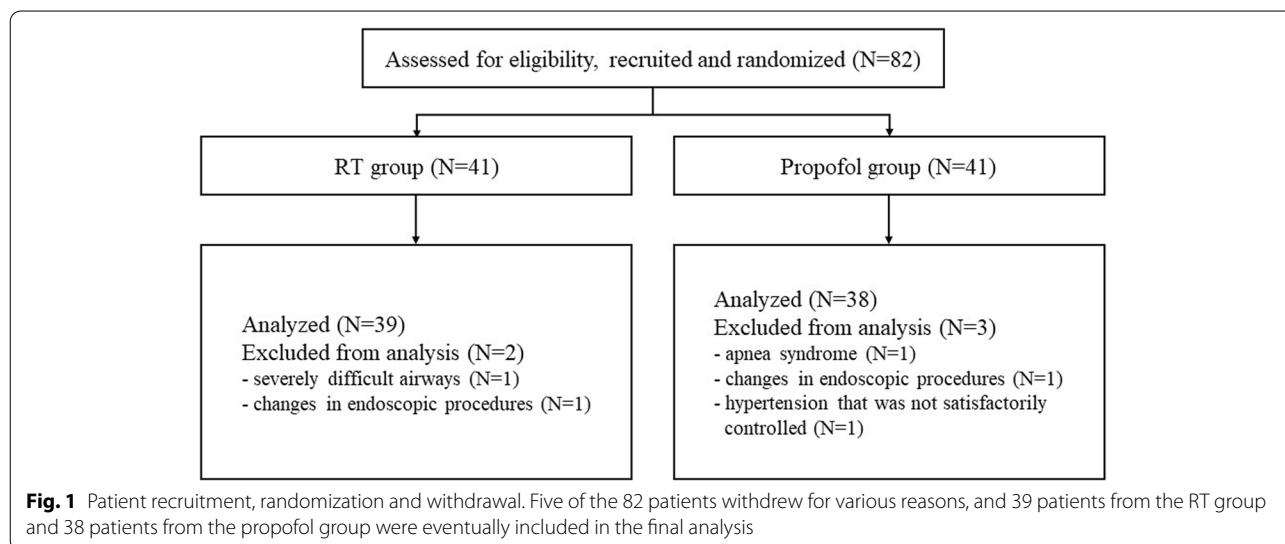 Assessed for eligibility, recruited and randomized (N=82)
RT group (N=41)
Propofol group (N=41)
Analyzed (N=39)
Excluded from analysis (N=2)
- severely difficult airways (N=1)
- changes in endoscopic procedures (N=1)
Analyzed (N=38)
Excluded from analysis (N=3)
- apnea syndrome (N=1)
- changes in endoscopic procedures (N=1)
- hypertension that was not satisfactorily
controlled (N=1)
Fig. 1 Patient recruitment, randomization and withdrawal. Five of the 82 patients withdrew for various reasons, and 39 patients from the RT group
and 38 patients from the propofol group were eventually included in the final analysis